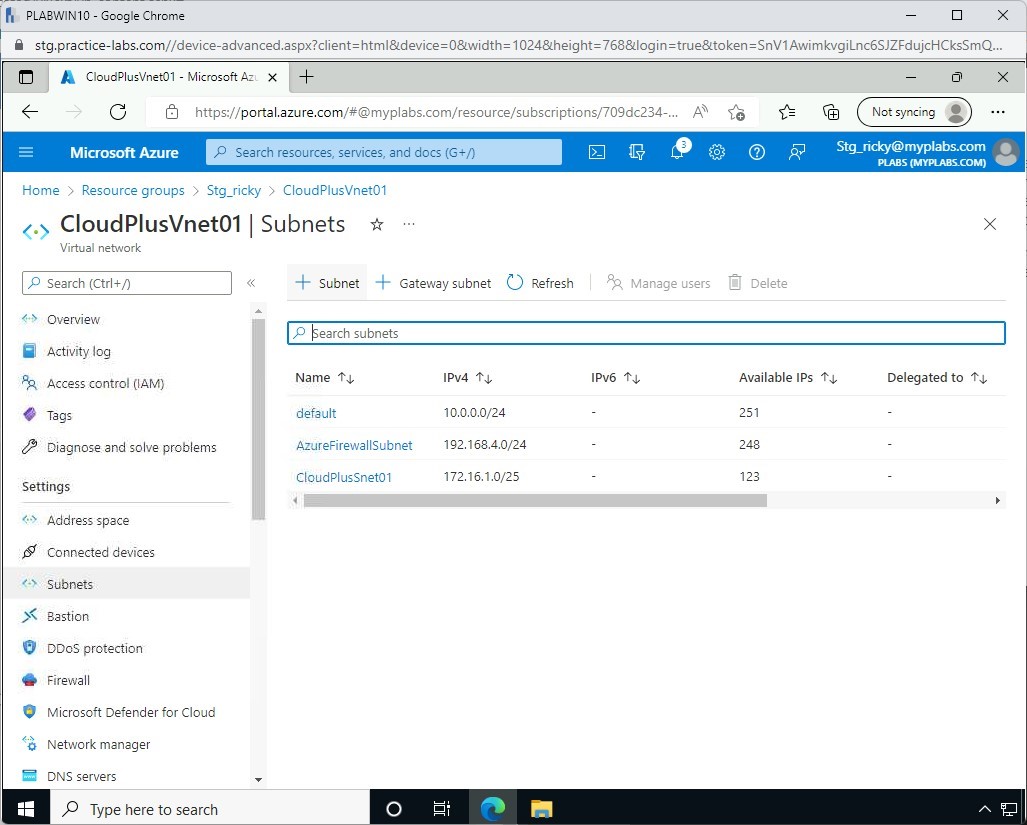 PLABWIN10 - Google Chrome
stg.practice-labs.com//device-advanced.aspx?client=html&device=0&width=1024&height=768&login=true&token=SnV1AwimkvgiLnc6SJZFdujcHCksSmQ...
CloudPlusVnet01 - Microsoft Azu
https://portal.azure.com/#@myplabs.com/resource/subscriptions/709dc234-...
Not syncing
Microsoft Azure
Search resources, services, and docs (G+/)
3
Stg_ricky@myplabs.com
PLABS (MYPLABS.COM)
Home > Resource groups > Stg_ricky > CloudPlusVnet01
CloudPlusVnet01 | Subnets
Virtual network
Search (Ctrl+/)
Subnet Gateway subnet Refresh Manage users Delete
Search subnets
Name IPv4 IPv6 Available IPs Delegated to
default 10.0.0.0/24 - 251 -
AzureFirewallSubnet 192.168.4.0/24 - 248 -
CloudPlusSnet01 172.16.1.0/25 - 123 -
Overview
Activity log
Access control (IAM)
Tags
Diagnose and solve problems
Settings
Address space
Connected devices
Subnets
Bastion
DDoS protection
Firewall
Microsoft Defender for Cloud
Network manager
DNS servers
Type here to search